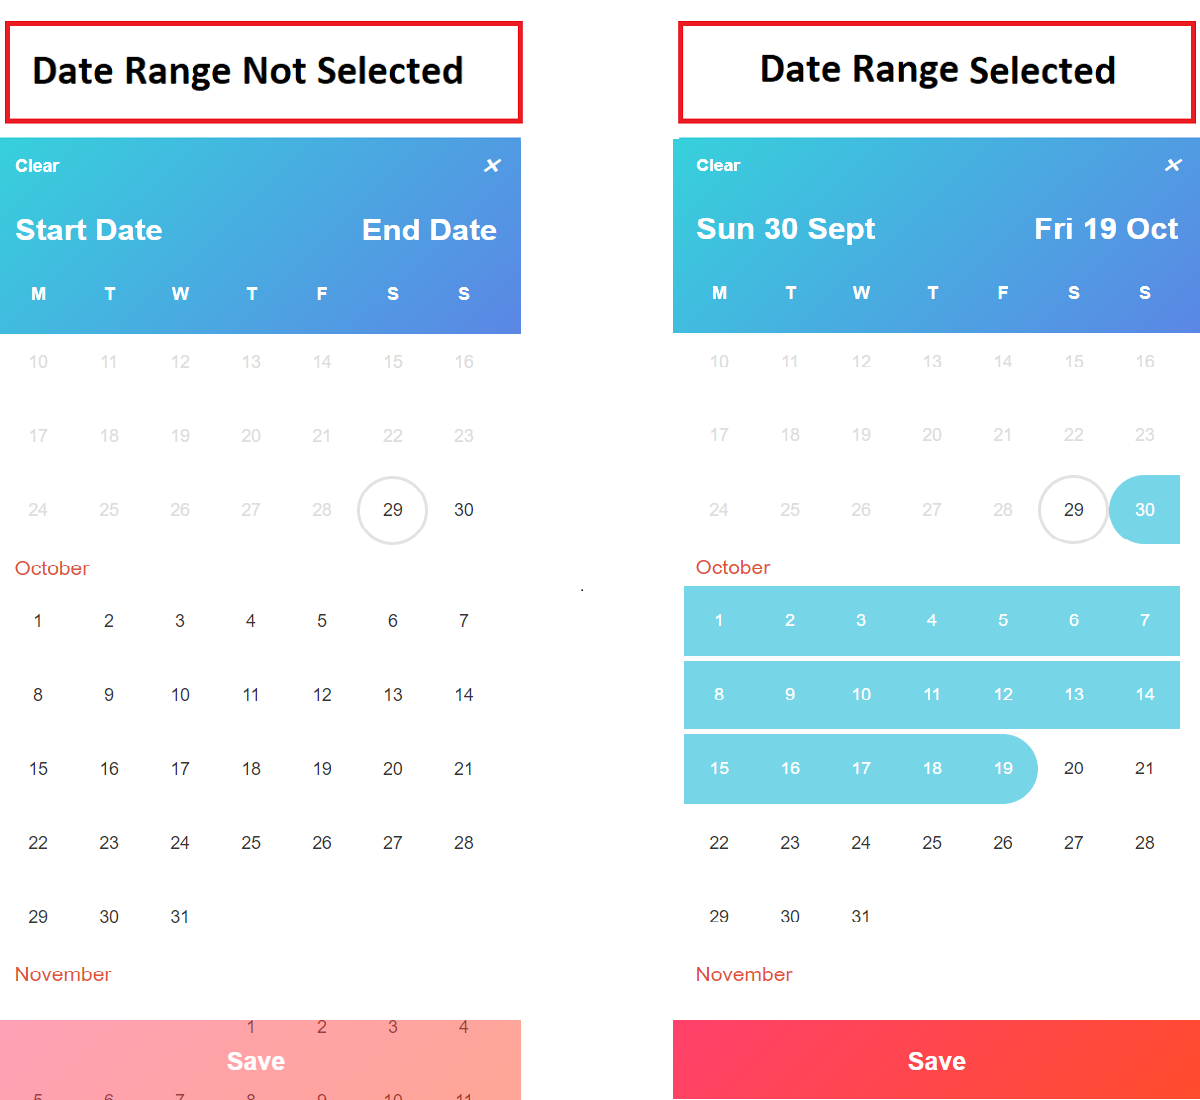 Date Range Not Selected
Clear ✕
Start Date End Date
M T W T F S S
10 11 12 13 14 15 16
17 18 19 20 21 22 23
24 25 26 27 28 29 30
October
1 2 3 4 5 6 7
8 9 10 11 12 13 14
15 16 17 18 19 20 21
22 23 24 25 26 27 28
29 30 31
November
1 2 3 4
Save
5 6 7 8 9 10 11
Date Range Selected
Clear ✕
Sun 30 Sept Fri 19 Oct
M T W T F S S
10 11 12 13 14 15 16
17 18 19 20 21 22 23
24 25 26 27 28 29 30
October
1 2 3 4 5 6 7
8 9 10 11 12 13 14
15 16 17 18 19 20 21
22 23 24 25 26 27 28
29 30 31
November
Save